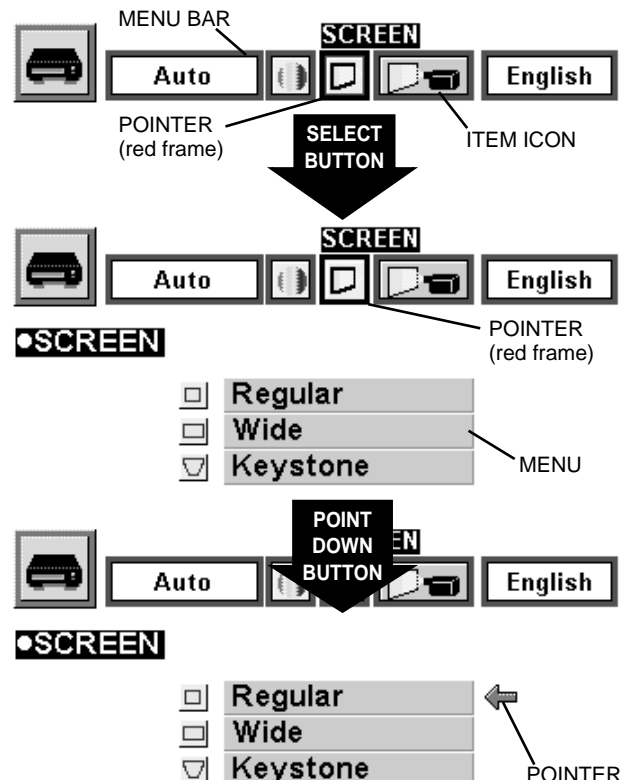 MENU BAR
SCREEN
Auto
English
POINTER
(red frame)
SELECT
BUTTON
ITEM ICON
SCREEN
Auto
English
POINTER
(red frame)
●SCREEN
Regular
Wide
Keystone
MENU
POINT
DOWN
BUTTON
EN
Auto
English
●SCREEN
Regular
Wide
Keystone
POINTER